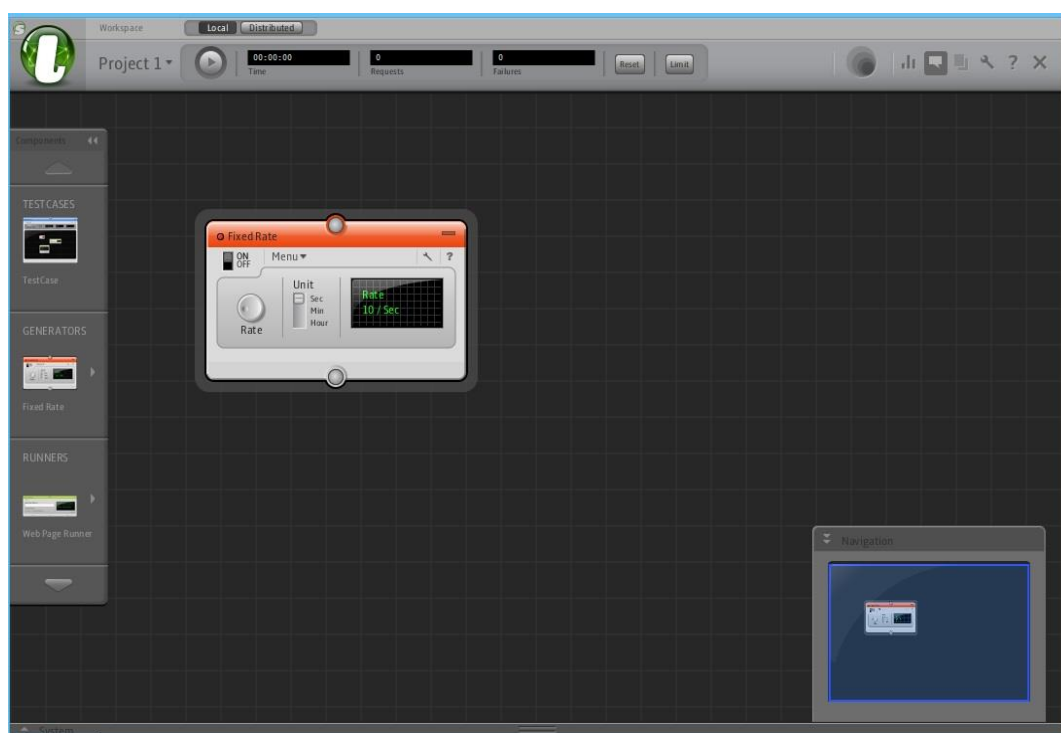 Workspace
Local
Distributed
Project 1
00:00:00
Time
0
Requests
0
Failures
Reset
Limit
?
Components
TESTCASES
TestCase
GENERATORS
Fixed Rate
RUNNERS
Web Page Runner
Fixed Rate
ON
OFF
Menu
?
Rate
Unit
Sec
Min
Hour
Rate
10 / Sec
Navigation
System